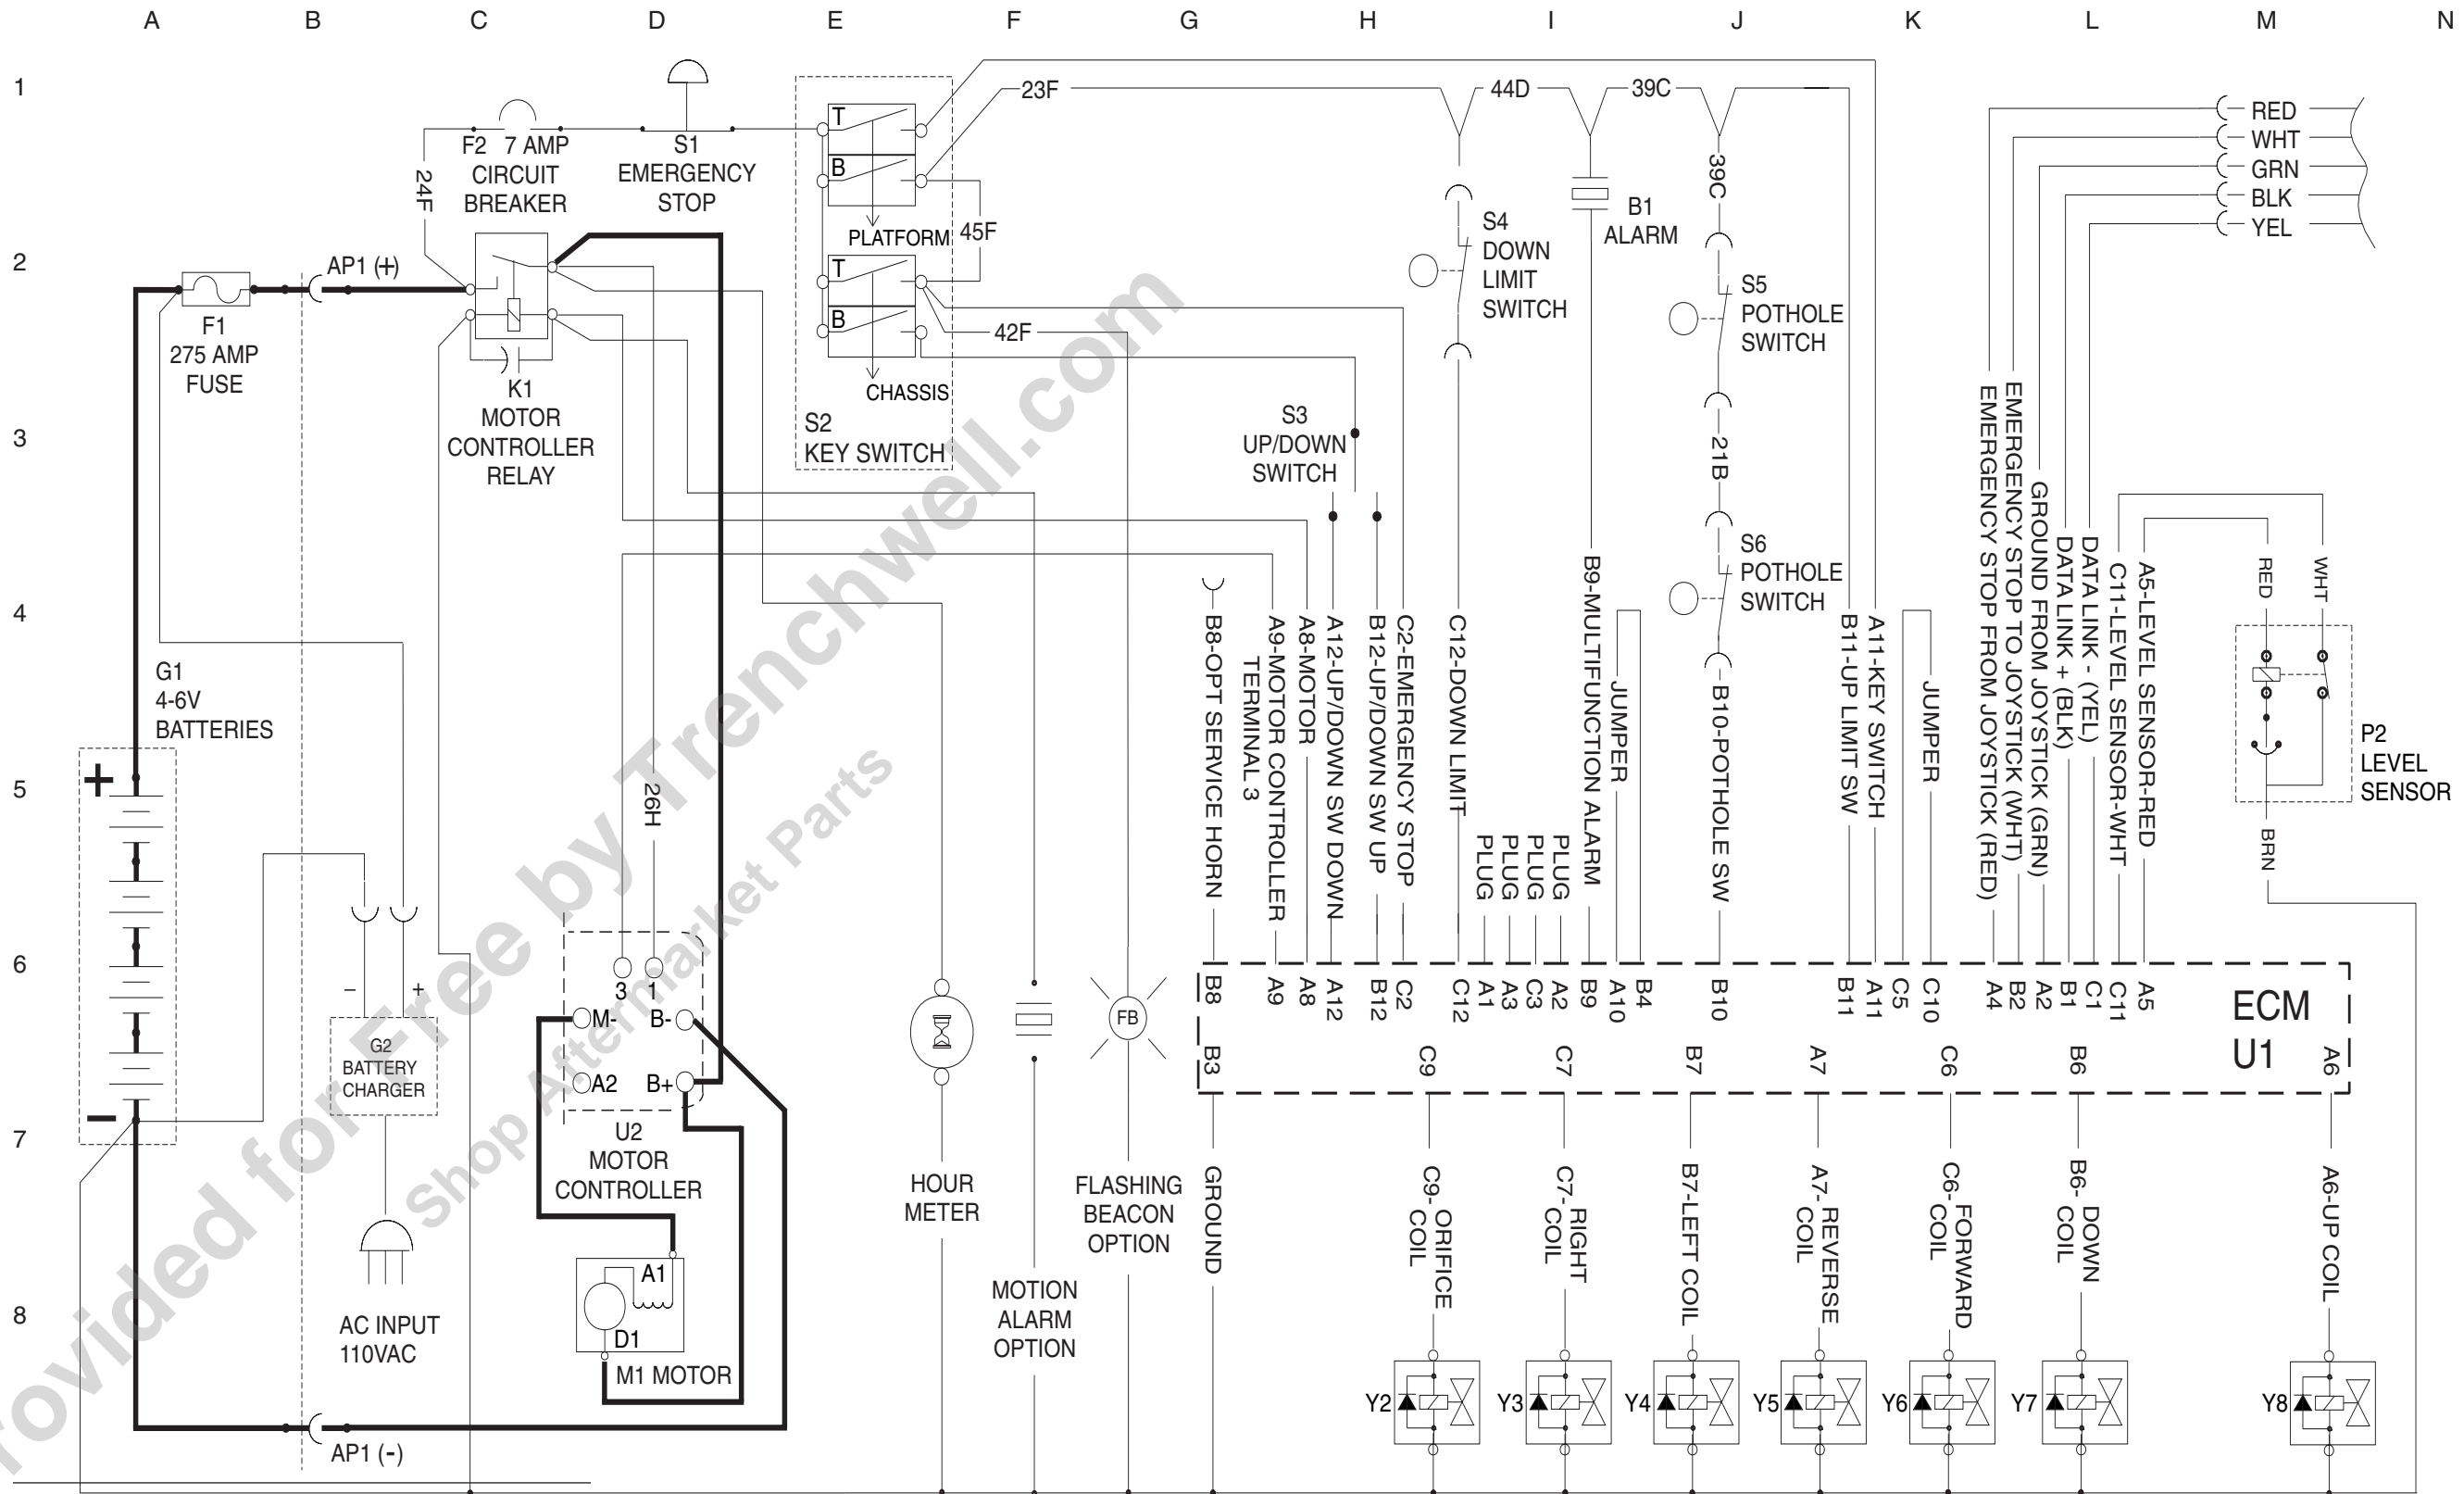 A B C D E F G H I J K L M N
1
2
3
4
5
6
7
8
F2 7 AMP
CIRCUIT
BREAKER
24F
S1
EMERGENCY
STOP
T
B
PLATFORM
45F
T
B
CHASSIS
S2
KEY SWITCH
23F
44D
39C
39C
42F
S4
DOWN
LIMIT
SWITCH
B1
ALARM
S5
POTHOLE
SWITCH
21B
S6
POTHOLE
SWITCH
RED
WHT
GRN
BLK
YEL
AP1 (+)
F1
275 AMP
FUSE
K1
MOTOR
CONTROLLER
RELAY
S3
UP/DOWN
SWITCH
G1
4-6V
BATTERIES
+
–
26H
B8-OPT SERVICE HORN
A9-MOTOR CONTROLLER
TERMINAL 3
A8-MOTOR
A12-UP/DOWN SW DOWN
B12-UP/DOWN SW UP
C2-EMERGENCY STOP
C12-DOWN LIMIT
PLUG
PLUG
PLUG
PLUG
B9-MULTIFUNCTION ALARM
JUMPER
B10-POTHOLE SW
B11-UP LIMIT SW
A11-KEY SWITCH
JUMPER
EMERGENCY STOP FROM JOYSTICK (RED)
EMERGENCY STOP TO JOYSTICK (WHT)
GROUND FROM JOYSTICK (GRN)
DATA LINK + (BLK)
DATA LINK - (YEL)
C11-LEVEL SENSOR-WHT
A5-LEVEL SENSOR-RED
RED
WHT
P2
LEVEL
SENSOR
BRN
– +
G2
BATTERY
CHARGER
AC INPUT
110VAC
3 1
M- B-
A2 B+
U2
MOTOR
CONTROLLER
A1
D1
M1 MOTOR
AP1 (-)
HOUR
METER
MOTION
ALARM
OPTION
FB
FLASHING
BEACON
OPTION
B8 A9 A8 A12 B12 C2 C12 A1 A3 C3 A2 B9 A10 B4 B10 B11 A11 C5 C10 A4 B2 A2 B1 C1 C11 A5
ECM
U1
B3 C9 C7 B7 A7 C6 B6 A6
GROUND
C9- ORIFICE
COIL
C7- RIGHT
COIL
B7-LEFT COIL
A7- REVERSE
COIL
C6- FORWARD
COIL
B6- DOWN
COIL
A6-UP COIL
Y2 Y3 Y4 Y5 Y6 Y7 Y8
rovided for Free by Trenchwell.com
Shop Aftermarket Parts